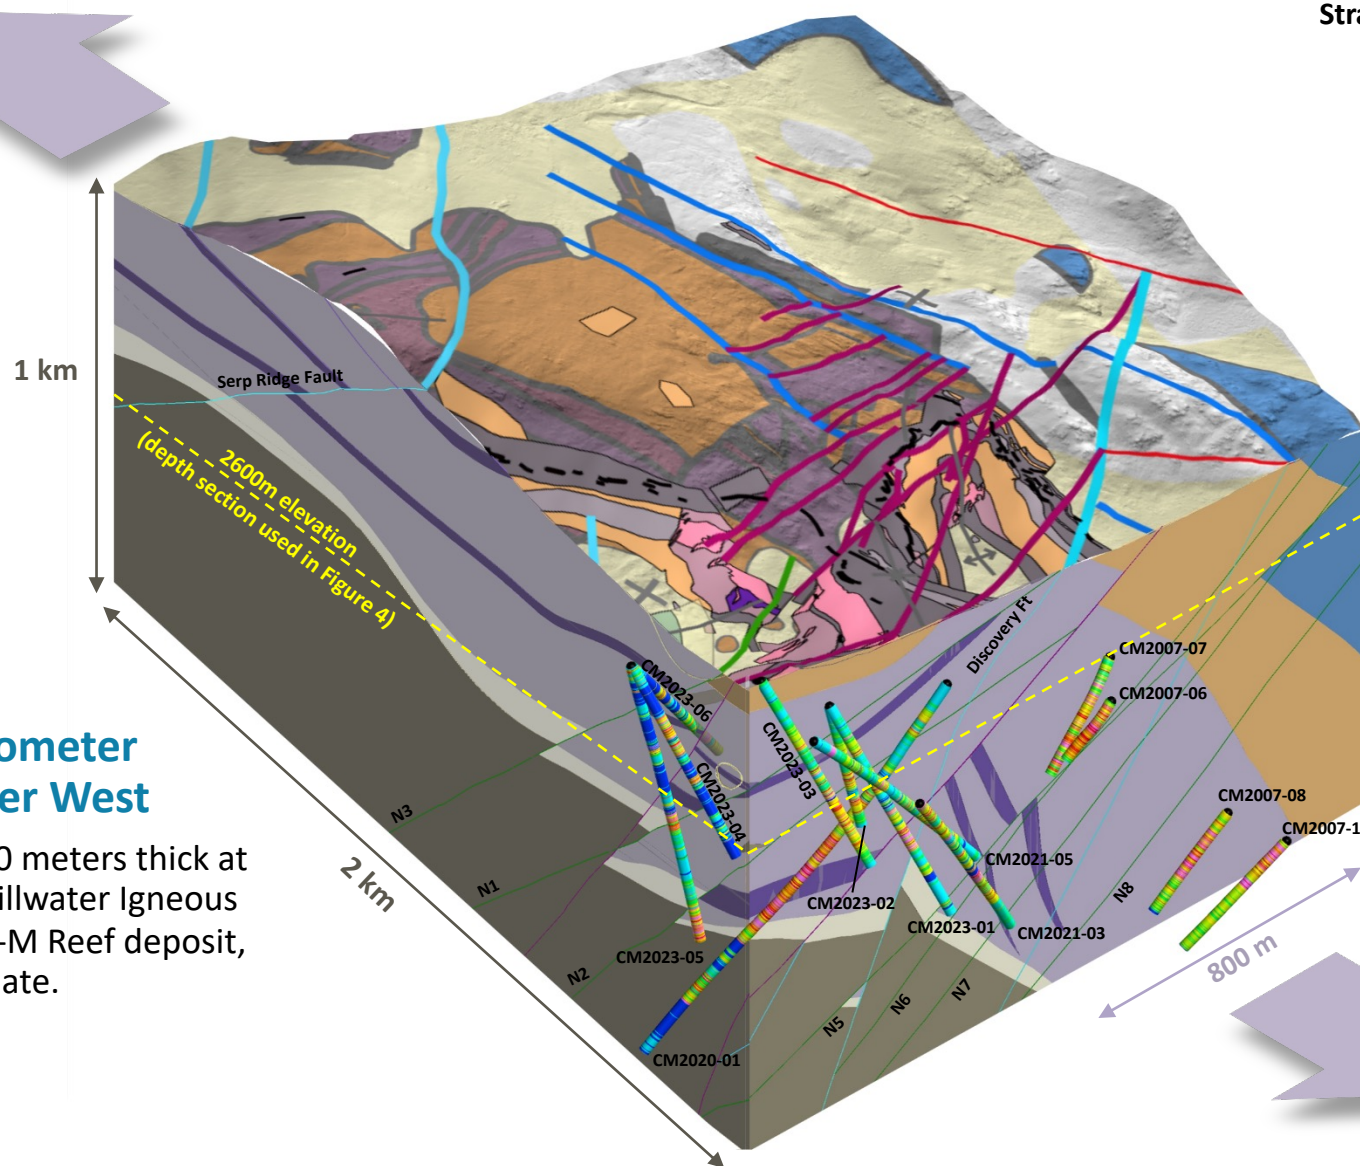 Stra
1 km
Serp Ridge Fault
2600m elevation
(depth section used in Figure 4)
Discovery Ft
CM2007-07
CM2007-06
CM2023-06
CM2023-03
CM2023-04
ometer
er West
0 meters thick at
illwater Igneous
-M Reef deposit,
ate.
N3
N1
N2
2 km
CM2007-08
CM2007-1
CM2021-05
CM2023-02
CM2023-01
CM2021-03
N8
CM2023-05
800 m
N7
N6
N5
CM2020-01